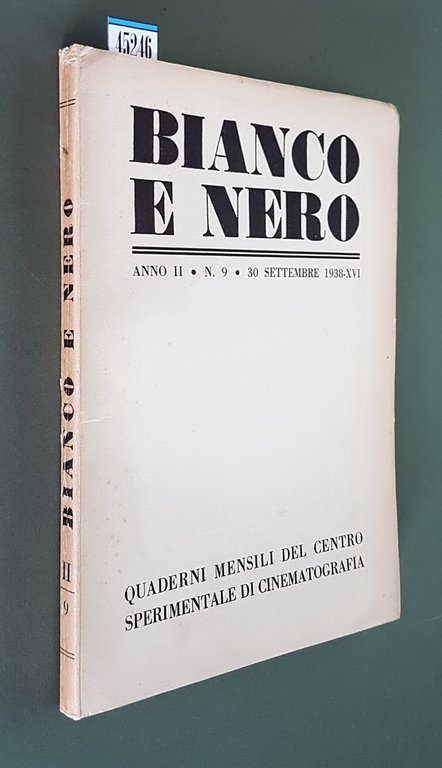 45246
BIANCO
E NERO
ANNO II • N. 9 • 30 SETTEMBRE 1938-XVI
QUADERNI MENSILI DEL CENTRO
SPERIMENTALE DI CINEMATOGRAFIA
BIANCO E NERO
II
9